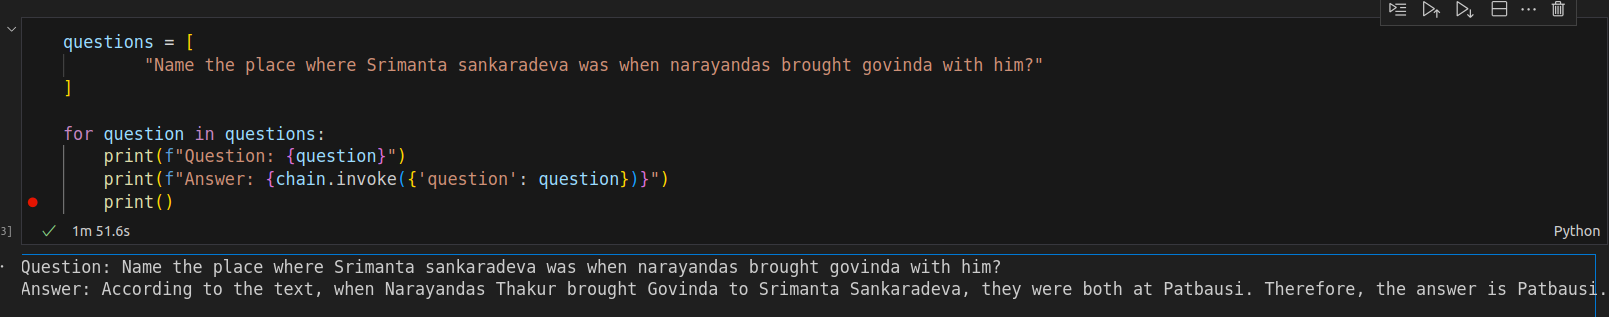 questions = [
"Name the place where Srimanta sankaradeva was when narayandas brought govinda with him?"
]
for question in questions:
print(f"Question: {question}")
print(f"Answer: {chain.invoke({'question': question})}")
print()
3]
1m 51.6s
Python
Question: Name the place where Srimanta sankaradeva was when narayandas brought govinda with him?
Answer: According to the text, when Narayandas Thakur brought Govinda to Srimanta Sankaradeva, they were both at Patbausi. Therefore, the answer is Patbausi.